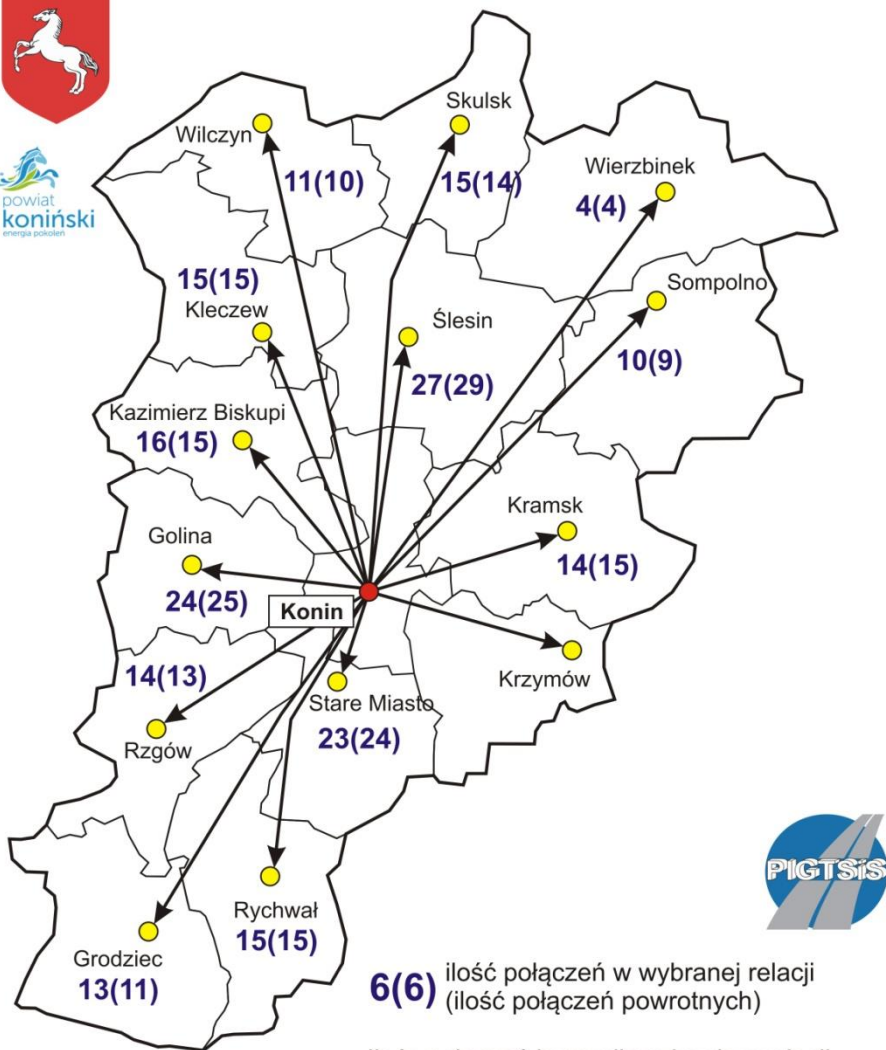 Skulsk
Wilczyn
11(10)
15(14)
Wierzbinek
4(4)
powiat
koniński
energia pokoleń
15(15)
Kleczew
Ślesin
27(29)
Sompolno
10(9)
Kazimierz Biskupi
16(15)
Kramsk
14(15)
Golina
24(25)
Konin
14(13)
Rzgów
Stare Miasto
23(24)
Krzymów
PIGTSiS
Rychwał
15(15)
Grodziec
13(11)
6(6) ilość połączeń w wybranej relacji
(ilość połączeń powrotnych)